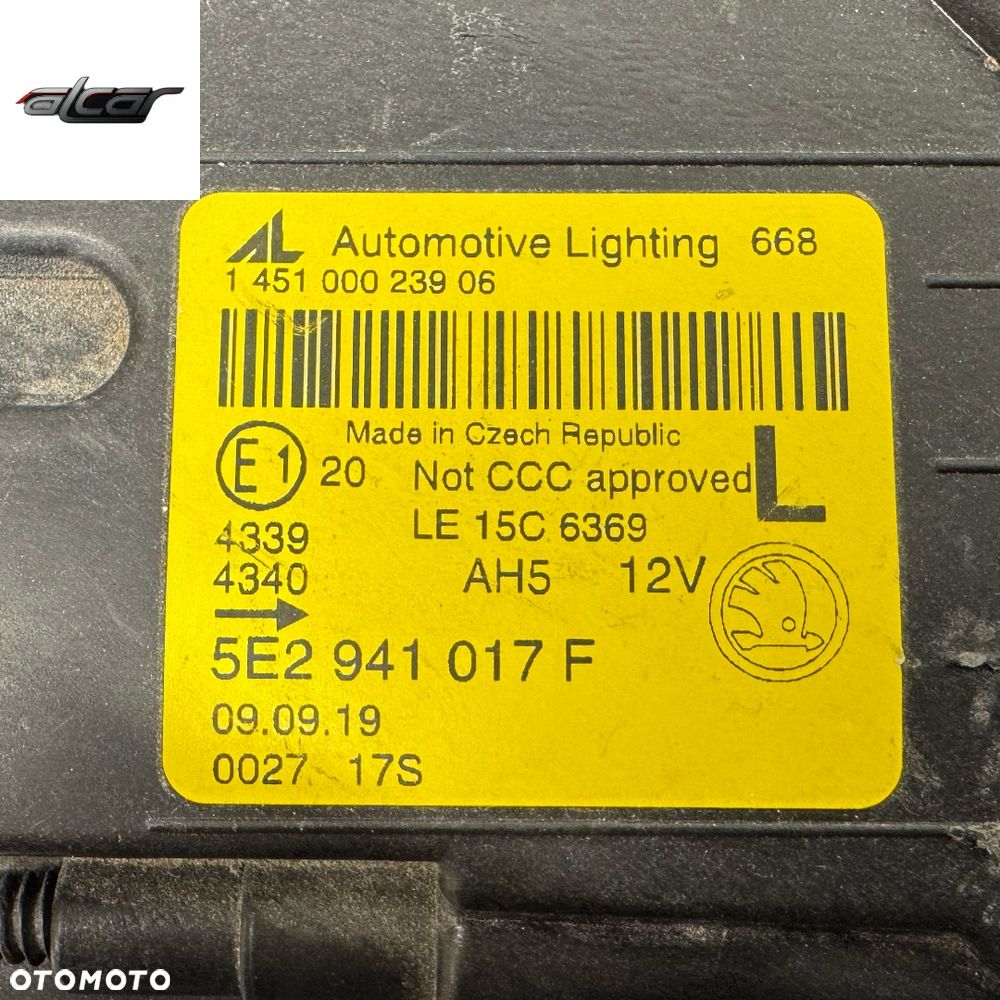 alcar
AL Automotive Lighting 668
1 451 000 239 06
Made in Czech Republic
E1 20 Not CCC approved L
LE 15C 6369
4339
4340 AH5 12V
5E2 941 017 F
09.09.19
0027 17S
OTOMOTO